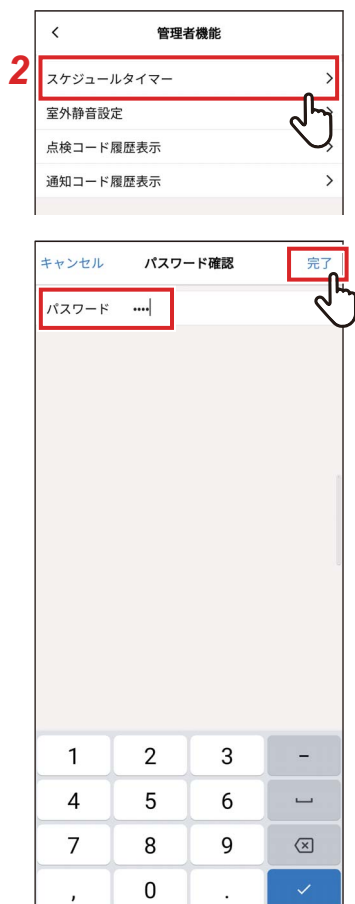 管理者機能
2
スケジュールタイマー
室外静音設定
点検コード履歴表示
通知コード履歴表示
キャンセル パスワード確認 完了
パスワード ••••
1 2 3 −
4 5 6
7 8 9
, 0 .